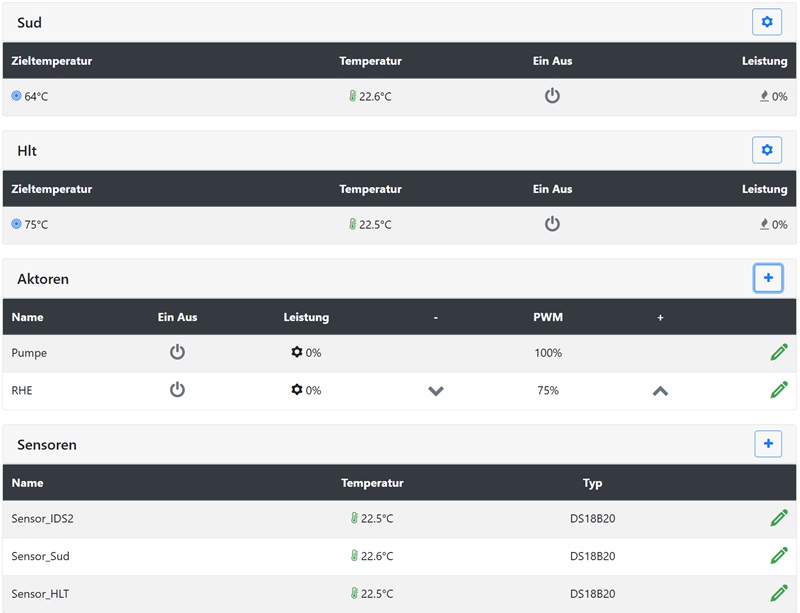 Sud
Zieltemperatur Temperatur Ein Aus Leistung
64°C 22.6°C 0%
Hlt
Zieltemperatur Temperatur Ein Aus Leistung
75°C 22.5°C 0%
Aktoren
Name Ein Aus Leistung - PWM +
Pumpe 0% 100%
RHE 0% 75%
Sensoren
Name Temperatur Typ
Sensor_IDS2 22.5°C DS18B20
Sensor_Sud 22.6°C DS18B20
Sensor_HLT 22.5°C DS18B20